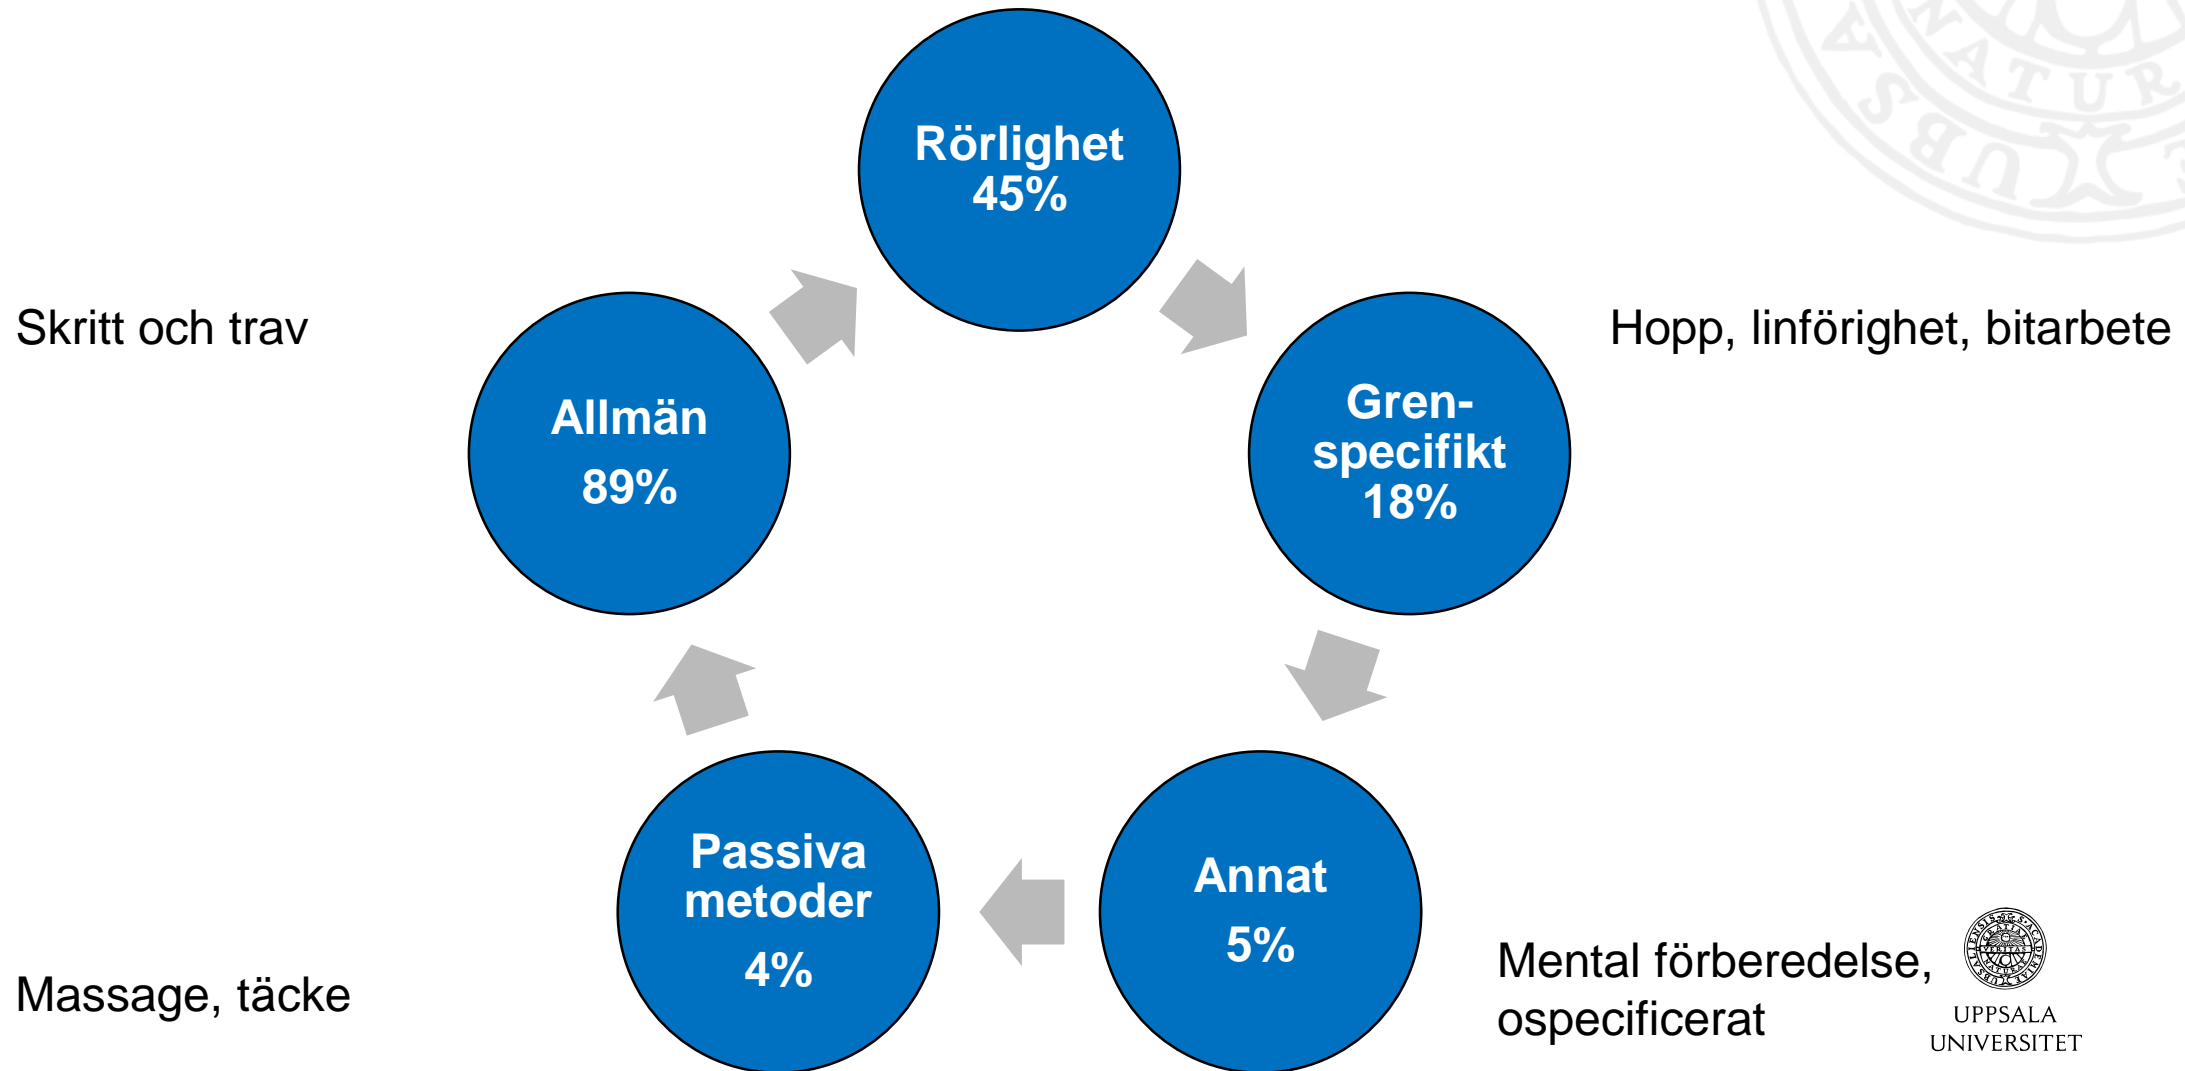 Rörlighet
45%
Skritt och trav
Hopp, linförighet, bitarbete
Allmän
89%
Gren-
specifikt
18%
Passiva
metoder
4%
Annat
5%
Massage, täcke
Mental förberedelse,
ospecificerat
UPPSALA
UNIVERSITET